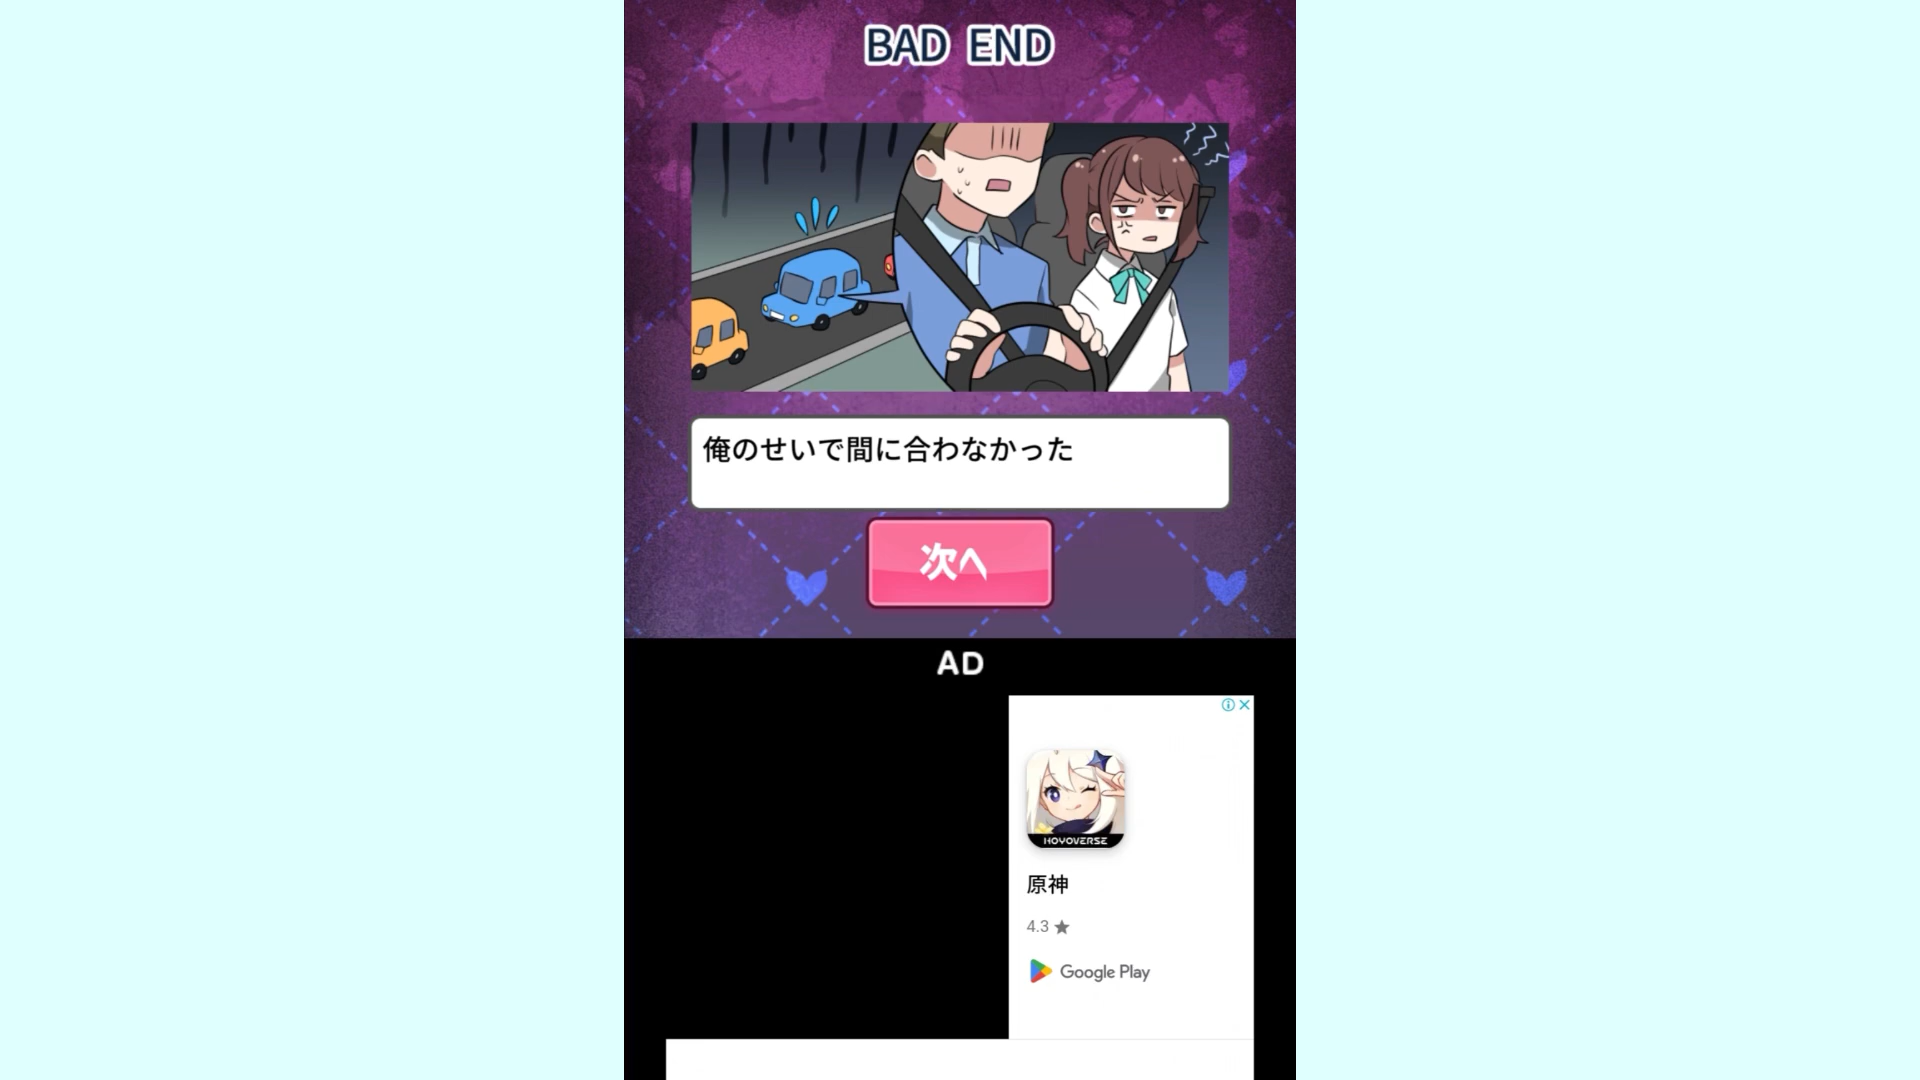 BAD END
俺のせいで間に合わなかった
次へ
AD
HOYOVERSE
原神
4.3 ★
Google Play